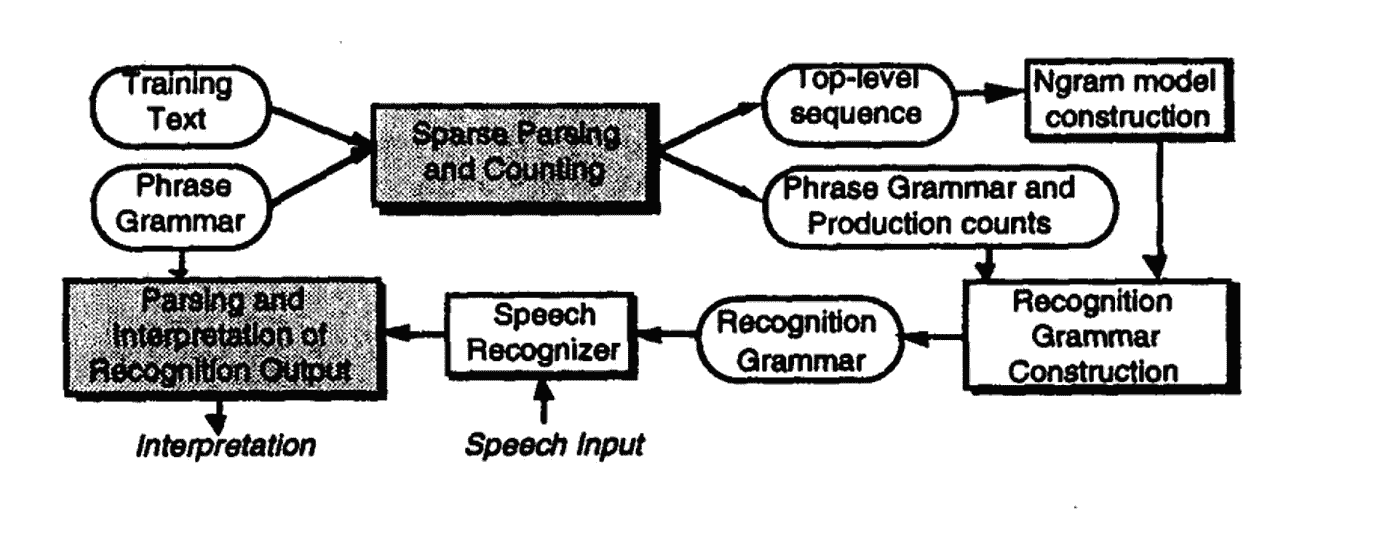 Training
Text
Phrase
Grammar
Sparse Parsing
and Counting
Top-level
sequence
Ngram model
construction
Phrase Grammar and
Production counts
Parsing and
Interpretation of
Recognition Output
Speech
Recognizer
Recognition
Grammar
Recognition
Grammar
Construction
Interpretation
Speech Input